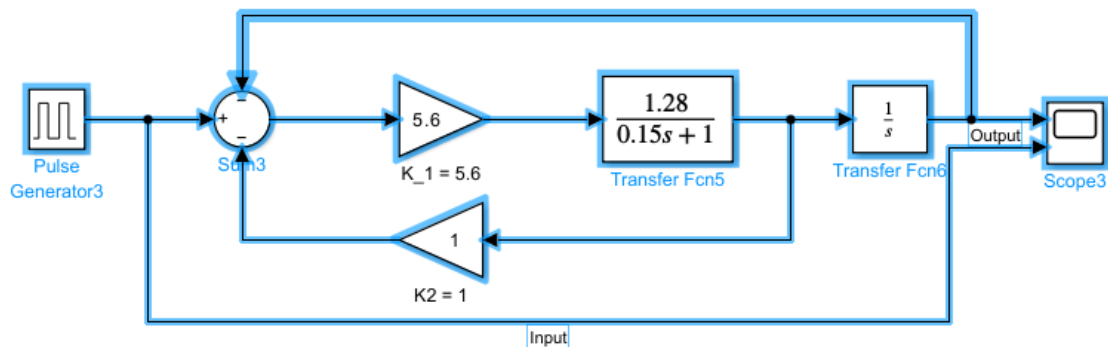 +
−
−
5.6
1.28
0.15s + 1
1
s
Output
Pulse
Generator3
Sum3
K_1 = 5.6
Transfer Fcn5
Transfer Fcn6
Scope3
1
K2 = 1
Input